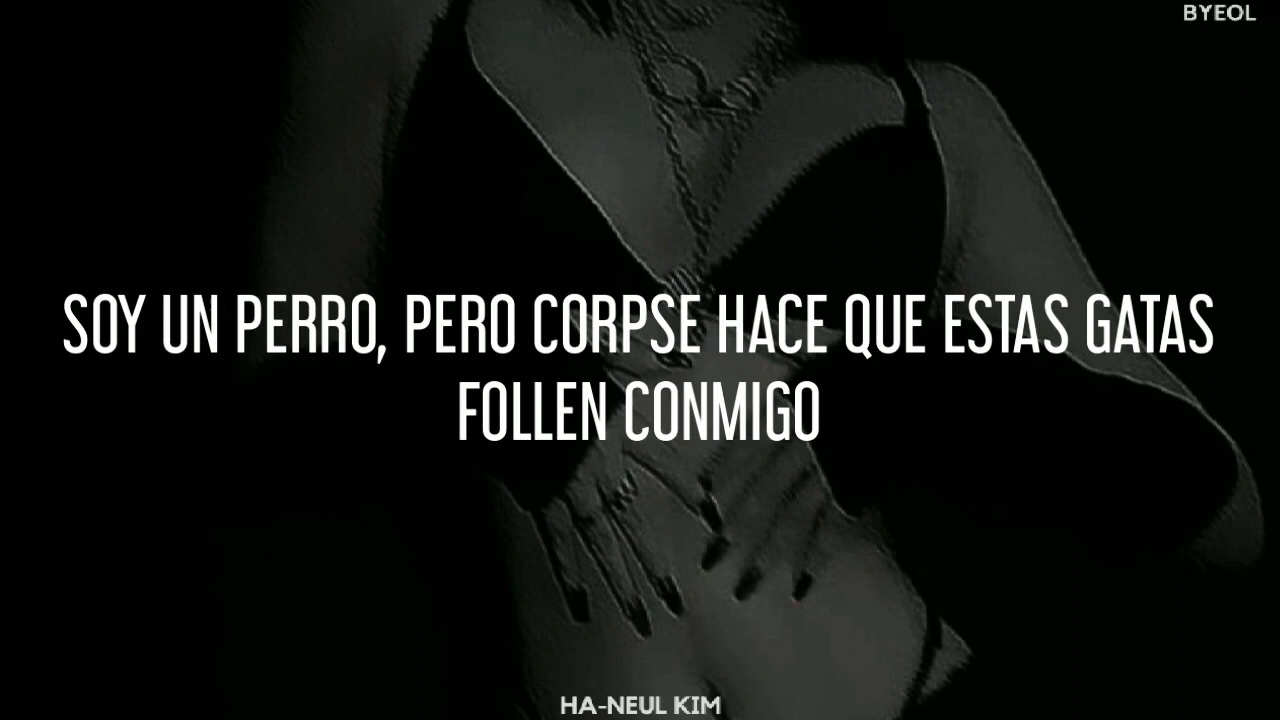 BYEOL
SOY UN PERRO, PERO CORPSE HACE QUE ESTAS GATAS
FOLLEN CONMIGO
HA-NEUL KIM